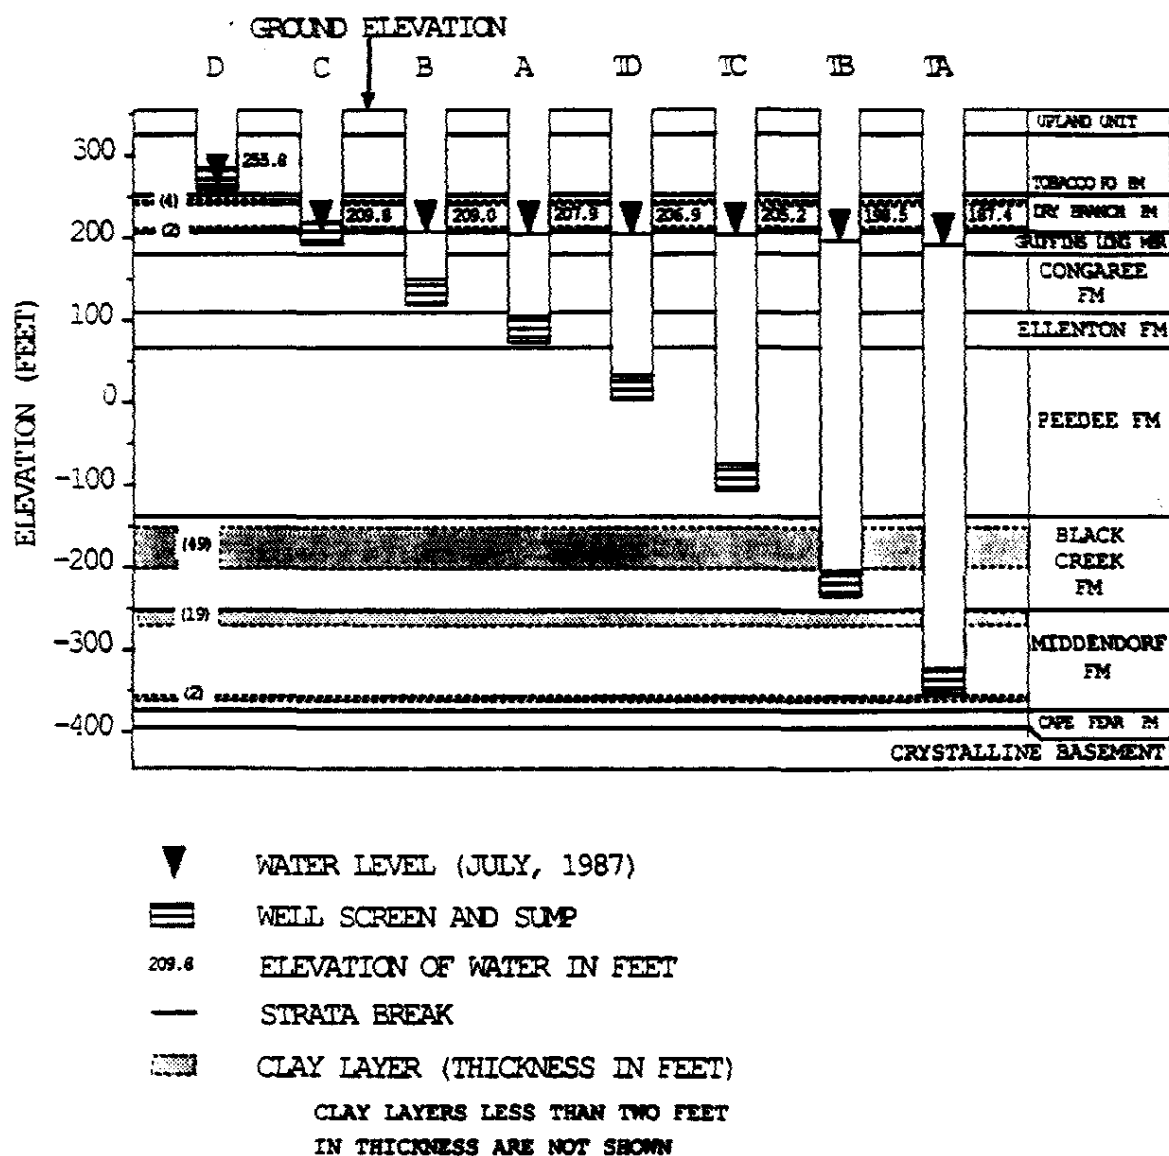 GROUND ELEVATION
D C B A TD TC TB TA
UPLAND UNIT
300
255.8
TOBACCO RD FM
(4)
209.8 209.0 207.9 206.9 205.2 198.5 187.4
DRY BRANCH FM
(2)
200
GRIFFINS LNDG MBR
CONGAREE
FM
100
ELLENTON FM
0
PEEDEE FM
-100
ELEVATION (FEET)
BLACK
CREEK
FM
(49)
-200
(19)
-300
MIDDENDORF
FM
(2)
-400
CAPE FEAR FM
CRYSTALLINE BASEMENT
WATER LEVEL (JULY, 1987)
WELL SCREEN AND SUMP
209.8
ELEVATION OF WATER IN FEET
STRATA BREAK
CLAY LAYER (THICKNESS IN FEET)
CLAY LAYERS LESS THAN TWO FEET
IN THICKNESS ARE NOT SHOWN